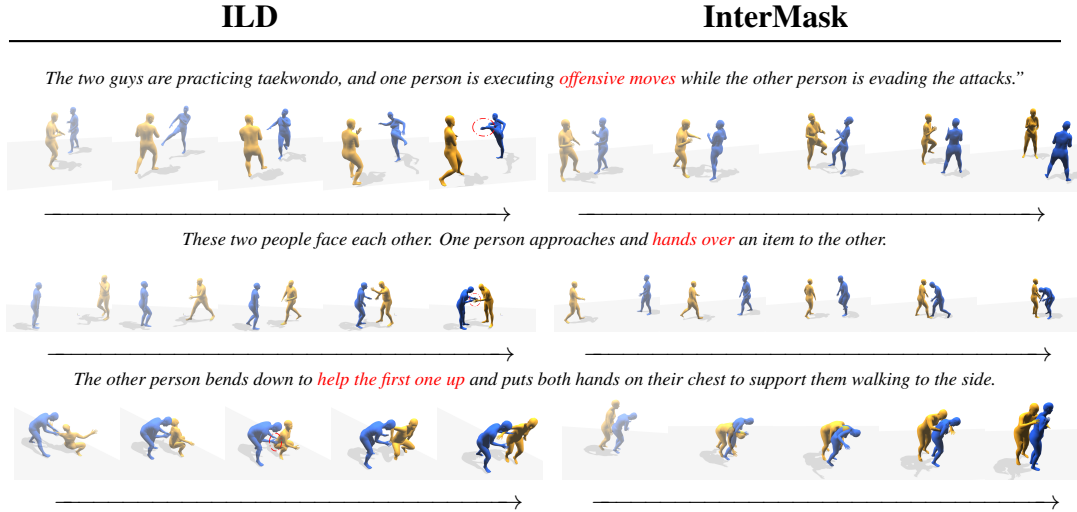 ILD InterMask
The two guys are practicing taekwondo, and one person is executing offensive moves while the other person is evading the attacks.”
These two people face each other. One person approaches and hands over an item to the other.
The other person bends down to help the first one up and puts both hands on their chest to support them walking to the side.